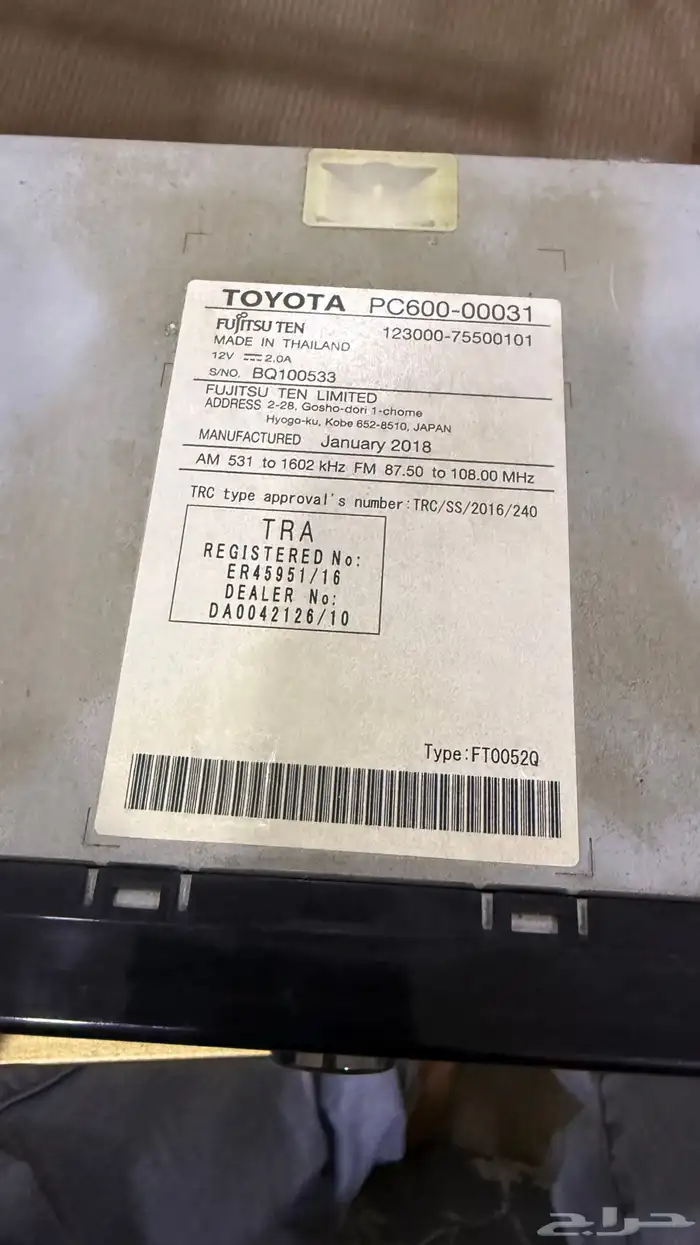 TOYOTA PC600-00031
FUJITSU TEN 123000-75500101
MADE IN THAILAND
12V ⎓ 2.0A
S/NO. BQ100533
FUJITSU TEN LIMITED
ADDRESS 2-28, Gosho-dori 1-chome
Hyogo-ku, Kobe 652-8510, JAPAN
MANUFACTURED January 2018
AM 531 to 1602 kHz FM 87.50 to 108.00 MHz
TRC type approval's number:TRC/SS/2016/240
TRA
REGISTERED No:
ER45951/16
DEALER No:
DA0042126/10
Type:FT0052Q
حراج